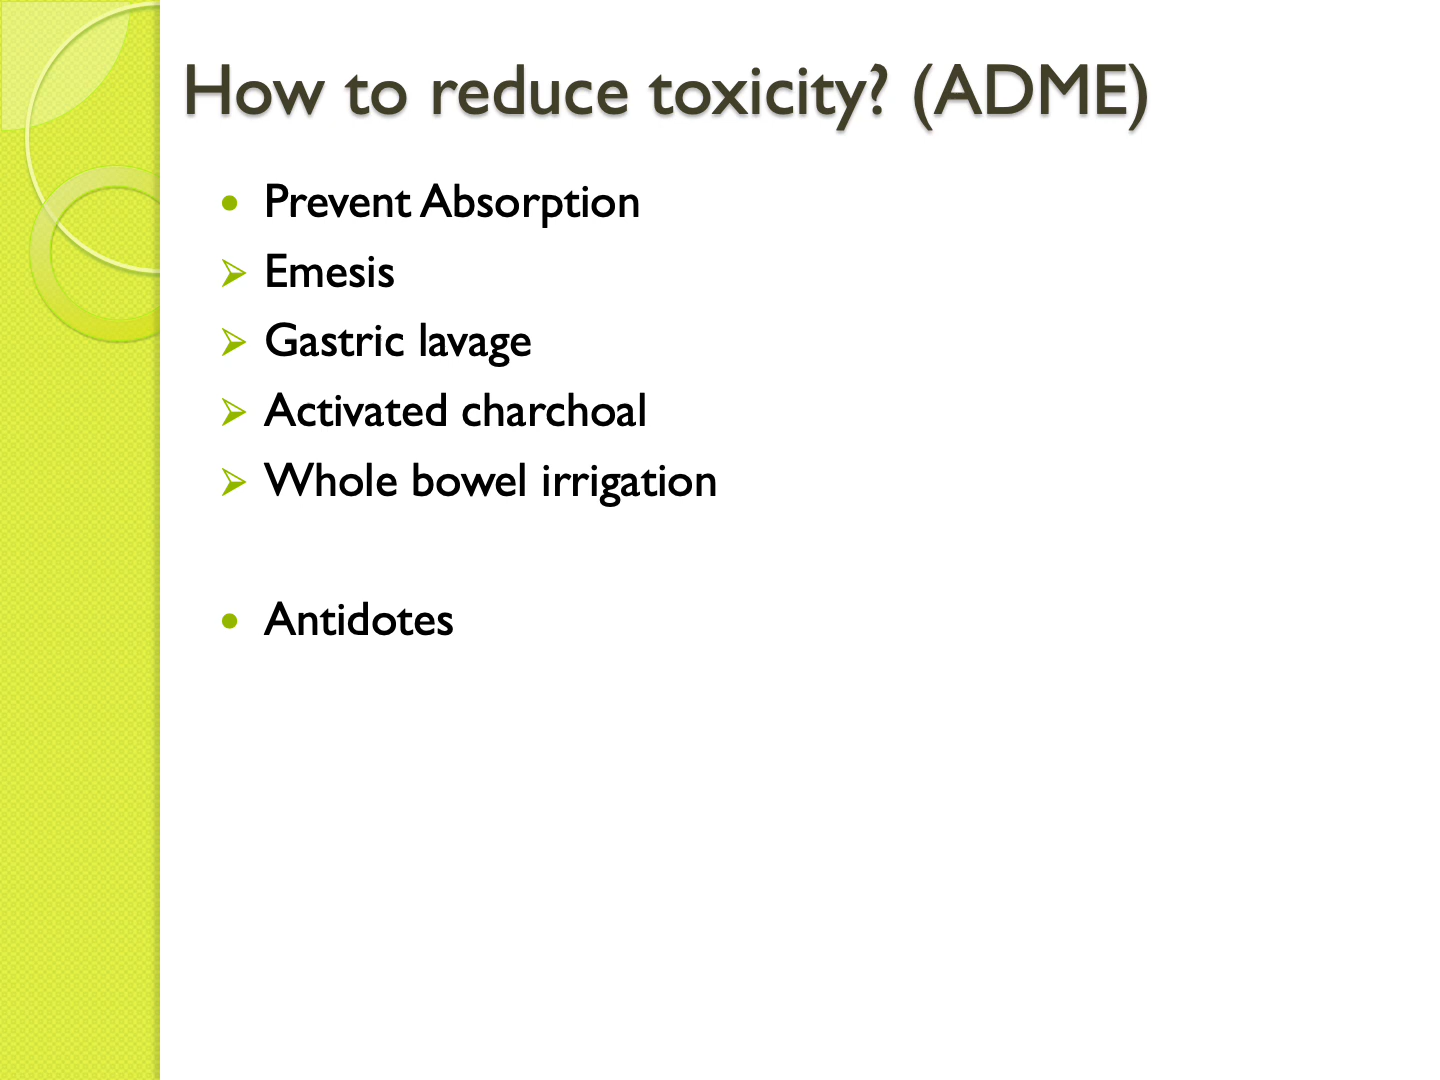 How to reduce toxicity? (ADME)
• Prevent Absorption
➢ Emesis
➢ Gastric lavage
➢ Activated charchoal
➢ Whole bowel irrigation
• Antidotes